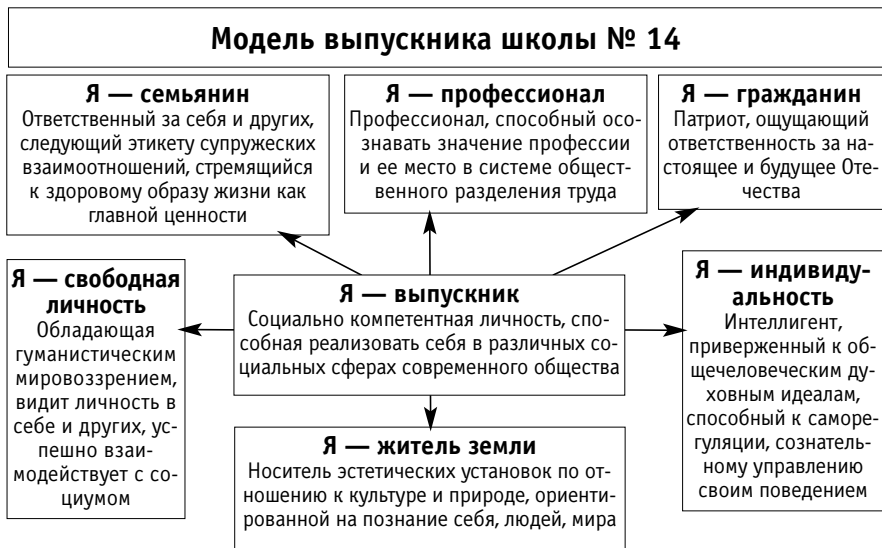 Модель выпускника школы № 14
Я — семьянин
Ответственный за себя и других,
следующий этикету супружеских
взаимоотношений, стремящийся
к здоровому образу жизни как
главной ценности
Я — профессионал
Профессионал, способный осо-
знавать значение профессии
и ее место в системе общест-
венного разделения труда
Я — гражданин
Патриот, ощущающий
ответственность за на-
стоящее и будущее Оте-
чества
Я — свободная
личность
Обладающая
гуманистическим
мировоззрением,
видит личность в
себе и других, ус-
пешно взаи-
модействует с со-
циумом
Я — выпускник
Социально компетентная личность, спо-
собная реализовать себя в различных со-
циальных сферах современного общества
Я — индивиду-
альность
Интеллигент,
приверженный к об-
щечеловеческим ду-
ховным идеалам,
способный к саморе-
гуляции, сознатель-
ному управлению
своим поведением
Я — житель земли
Носитель эстетических установок по от-
ношению к культуре и природе, ориенти-
рованной на познание себя, людей, мира